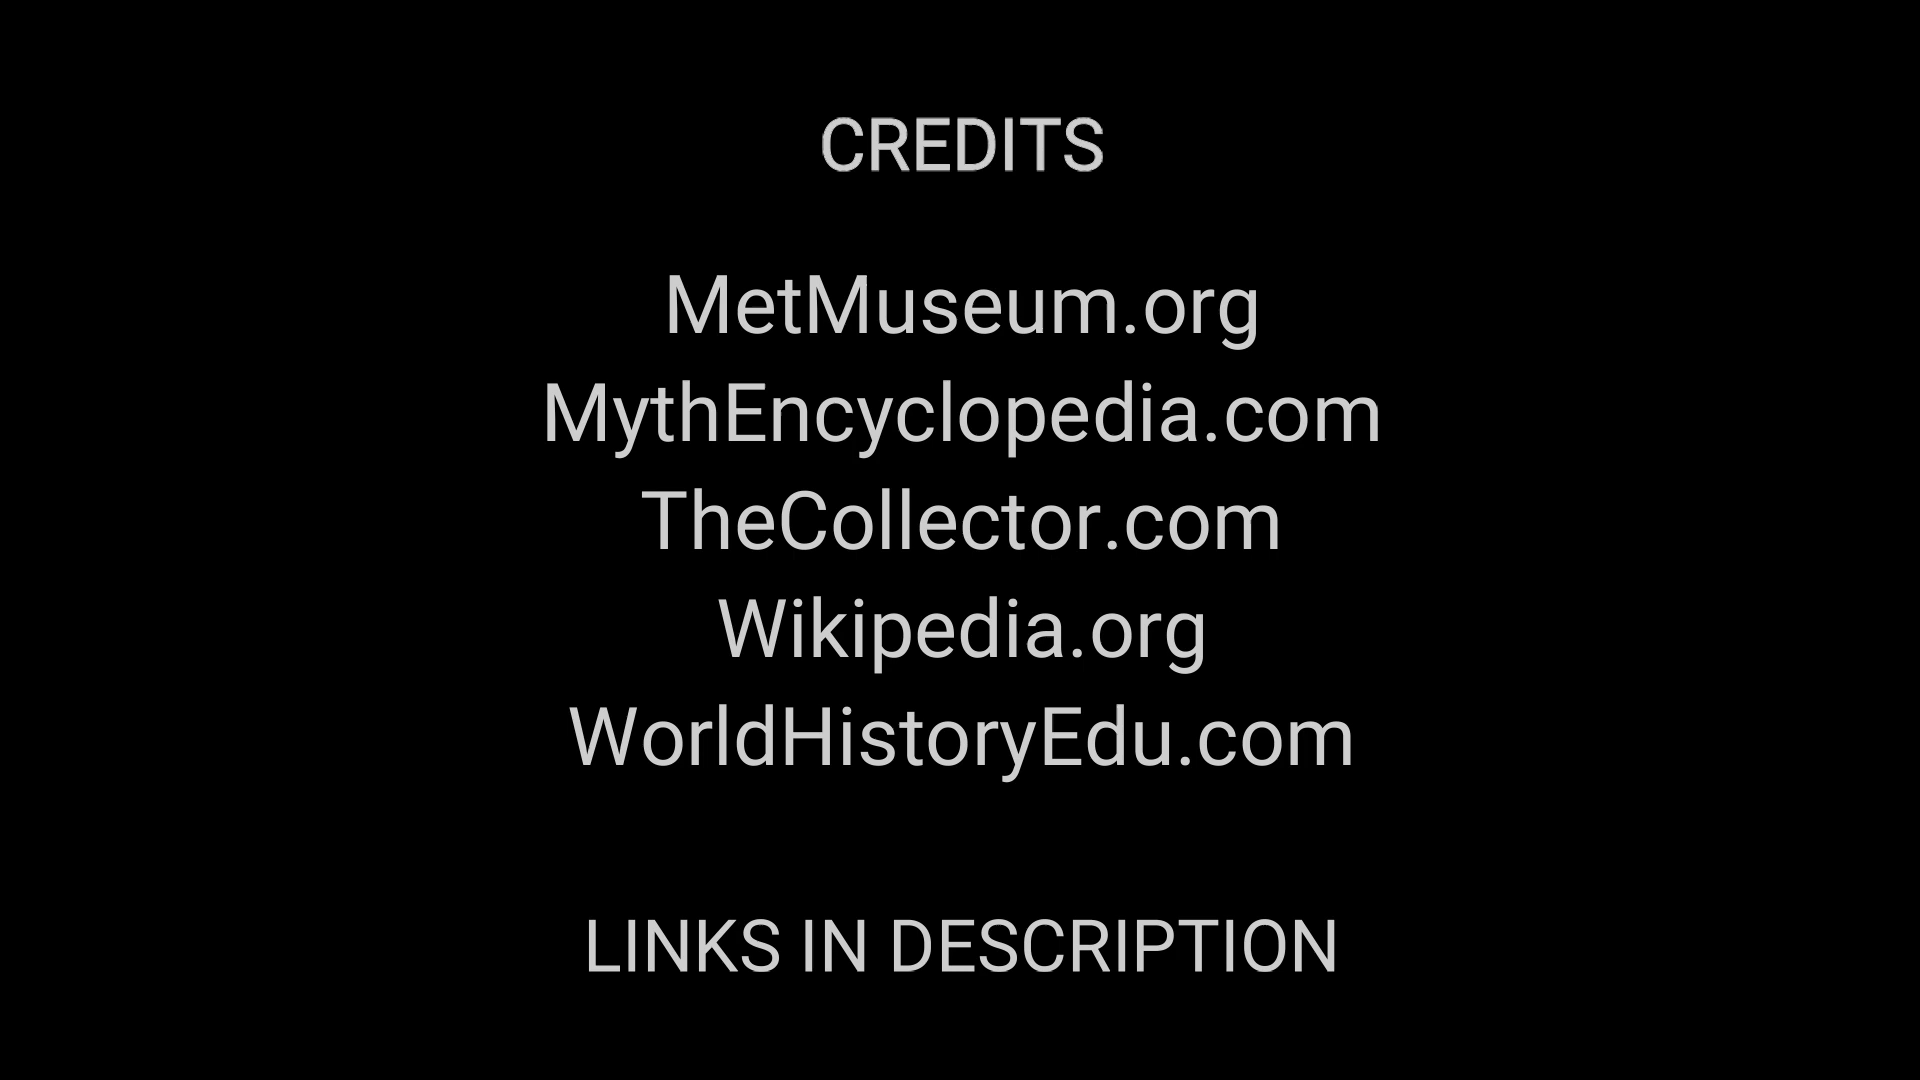 CREDITS
MetMuseum.org
MythEncyclopedia.com
TheCollector.com
Wikipedia.org
WorldHistoryEdu.com
LINKS IN DESCRIPTION